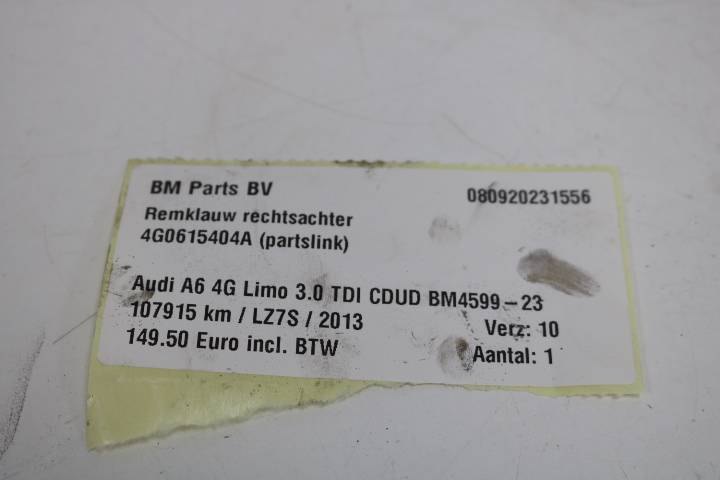 BM Parts BV 080920231556
Remklauw rechtsachter
4G0615404A (partslink)
Audi A6 4G Limo 3.0 TDI CDUD BM4599-23
107915 km / LZ7S / 2013 Verz: 10
149.50 Euro incl. BTW Aantal: 1